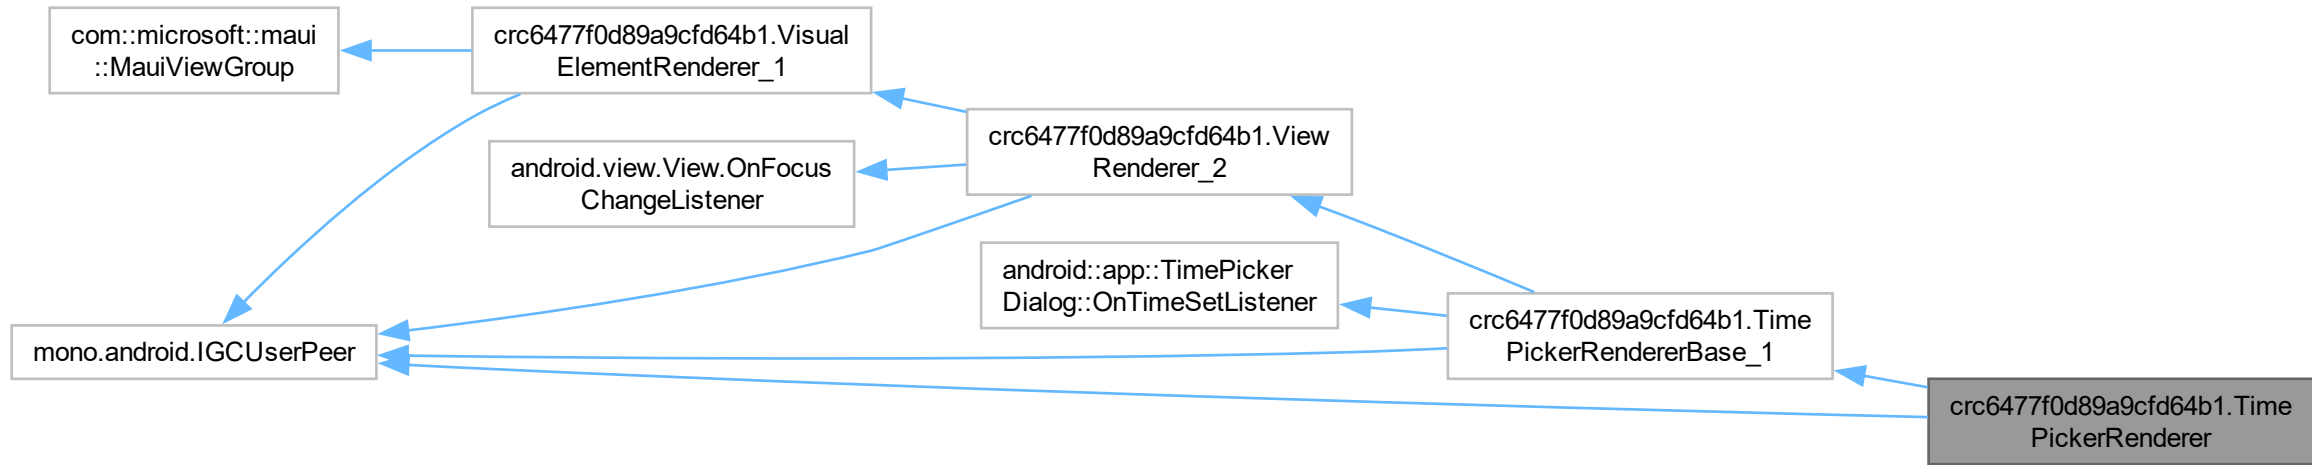 com::microsoft::maui
::MauiViewGroup
crc6477f0d89a9cfd64b1.Visual
ElementRenderer_1
crc6477f0d89a9cfd64b1.View
Renderer_2
android.view.View.OnFocus
ChangeListener
android::app::TimePicker
Dialog::OnTimeSetListener
crc6477f0d89a9cfd64b1.Time
PickerRendererBase_1
mono.android.IGCUserPeer
crc6477f0d89a9cfd64b1.Time
PickerRenderer